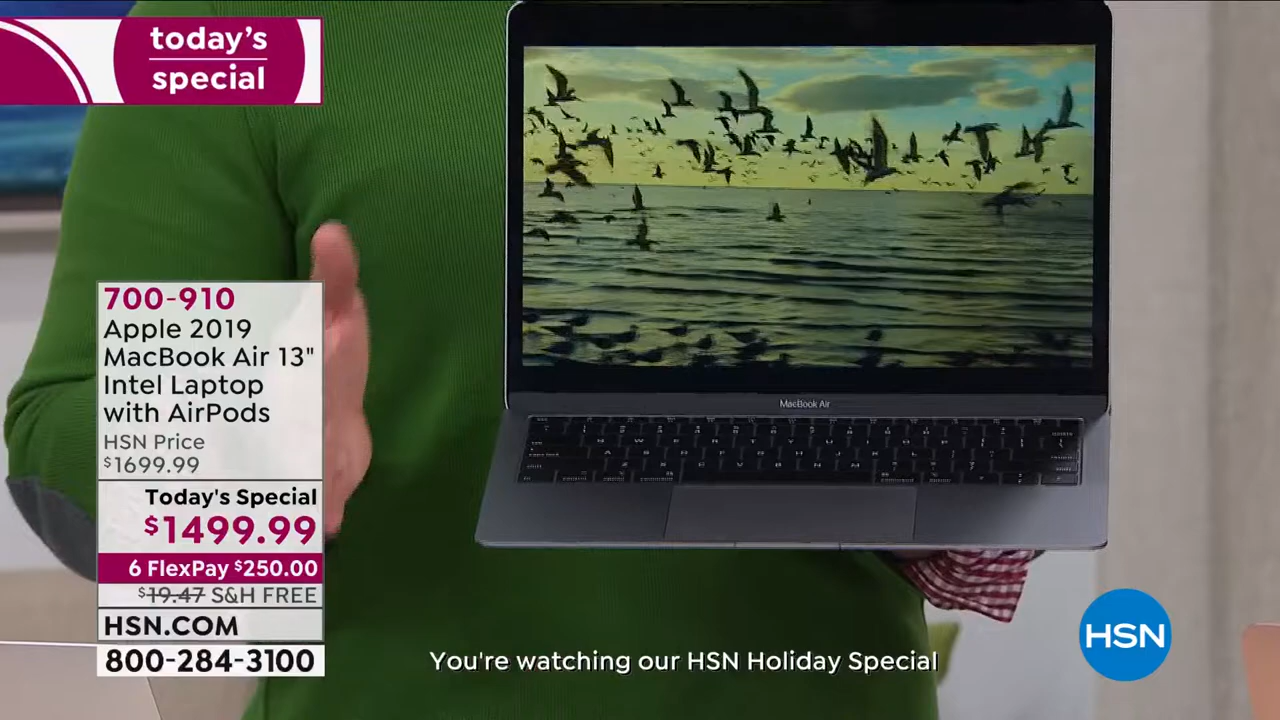 today's
special
700-910
Apple 2019
MacBook Air 13"
Intel Laptop
with AirPods
HSN Price
$1699.99
Today's Special
$1499.99
6 FlexPay $250.00
$19.47 S&H FREE
HSN.COM
800-284-3100
MacBook Air
You're watching our HSN Holiday Special
HSN